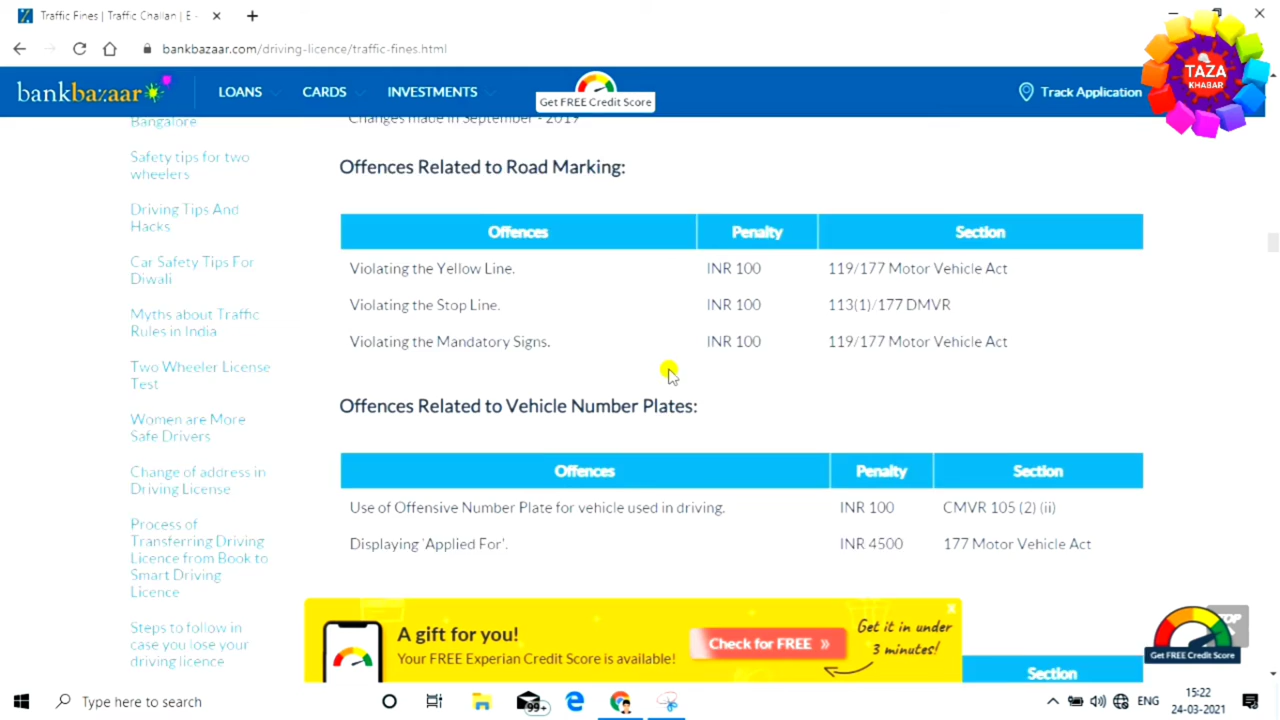 Traffic Fines | Traffic Challan | E -
bankbazaar.com/driving-licence/traffic-fines.html
bankbazaar
LOANS
CARDS
INVESTMENTS
Get FREE Credit Score
Track Application
TAZA
KHABAR
Bangalore
Safety tips for two
wheelers
Driving Tips And
Hacks
Car Safety Tips For
Diwali
Myths about Traffic
Rules in India
Two Wheeler License
Test
Women are More
Safe Drivers
Change of address in
Driving License
Process of
Transferring Driving
Licence from Book to
Smart Driving
Licence
Steps to follow in
case you lose your
driving licence
Changes made in September - 2019
Offences Related to Road Marking:
Offences Penalty Section
Violating the Yellow Line. INR 100 119/177 Motor Vehicle Act
Violating the Stop Line. INR 100 113(1)/177 DMVR
Violating the Mandatory Signs. INR 100 119/177 Motor Vehicle Act
Offences Related to Vehicle Number Plates:
Offences Penalty Section
Use of Offensive Number Plate for vehicle used in driving. INR 100 CMVR 105 (2) (ii)
Displaying 'Applied For'. INR 4500 177 Motor Vehicle Act
Section
A gift for you!
Your FREE Experian Credit Score is available!
Check for FREE »
Get it in under
3 minutes!
x
TOP
Get FREE Credit Score
Type here to search
99+
ENG
15:22
24-03-2021